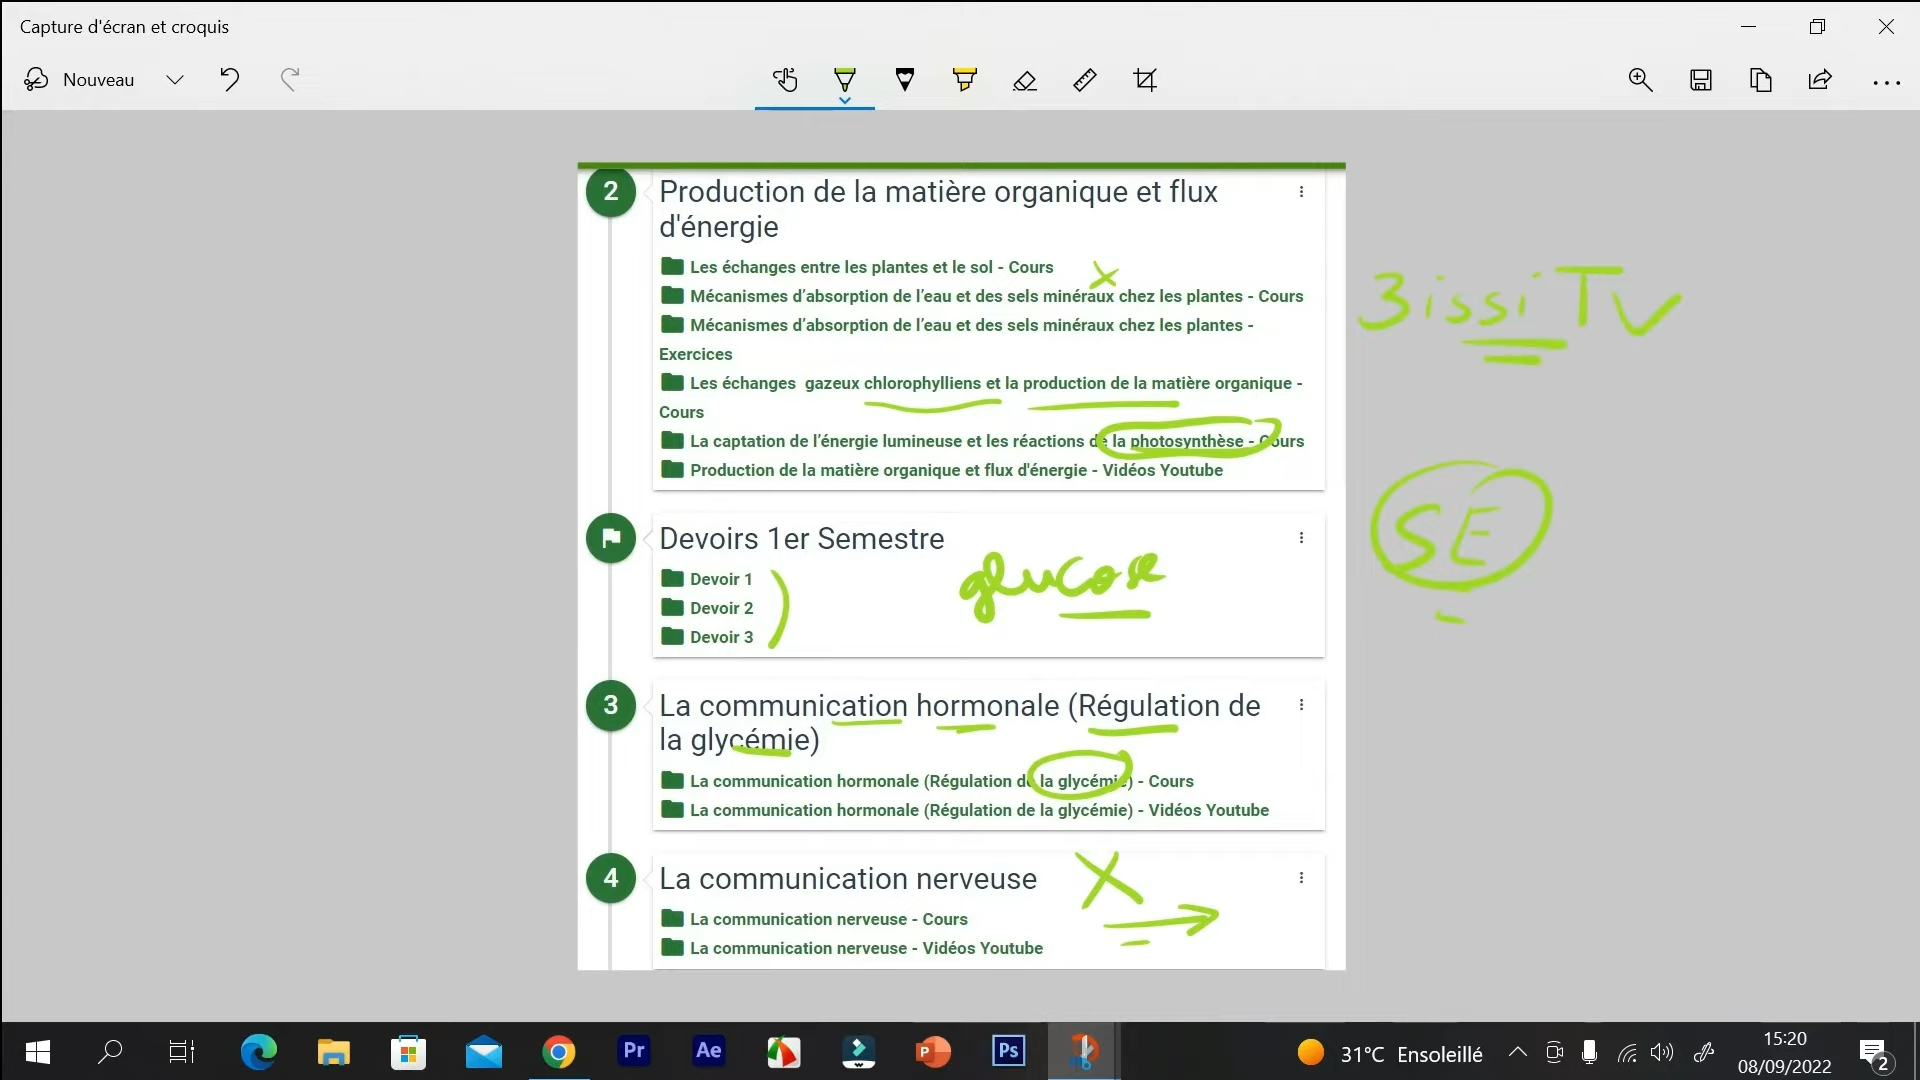 Capture d'écran et croquis
Nouveau
2
Production de la matière organique et flux
d'énergie
Les échanges entre les plantes et le sol - Cours
Mécanismes d’absorption de l’eau et des sels minéraux chez les plantes - Cours
Mécanismes d’absorption de l’eau et des sels minéraux chez les plantes -
Exercices
Les échanges  gazeux chlorophylliens et la production de la matière organique -
Cours
La captation de l’énergie lumineuse et les réactions de la photosynthèse - Cours
Production de la matière organique et flux d'énergie - Vidéos Youtube
3issi Tv
SE
Devoirs 1er Semestre
Devoir 1
Devoir 2
Devoir 3
glucose
3
La communication hormonale (Régulation de
la glycémie)
La communication hormonale (Régulation de la glycémie) - Cours
La communication hormonale (Régulation de la glycémie) - Vidéos Youtube
4
La communication nerveuse
La communication nerveuse - Cours
La communication nerveuse - Vidéos Youtube
Pr
Ae
P
Ps
31°C Ensoleillé
15:20
08/09/2022
2